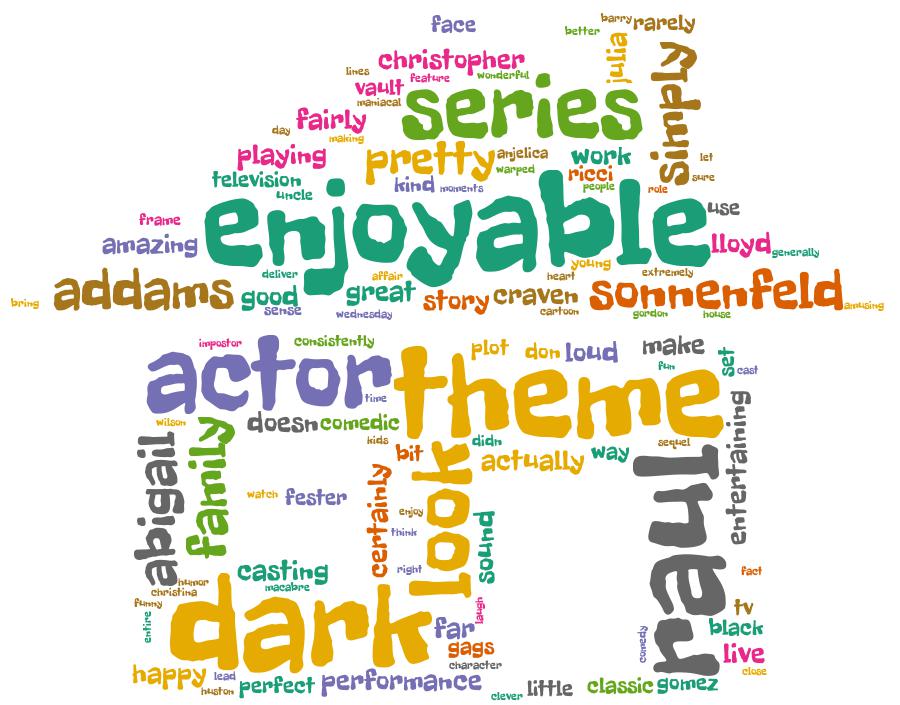 face
barry
rarely
better
julia
simply
christopher
lines
feature
wonderful
vault
maniacal
series
fairly
day
making
playing
pretty
anjelica
work
let
warped
ricci
sure
television
kind
moments
people
role
uncle
enjoyable
use
frame
amazing
lloyd
generally
young
deliver
affair
heart
extremely
bring
addams
good
great
story
craven
sonnenfeld
amusing
sense
wednesday
cartoon
gordon
house
impostor
consistently
actor
theme
plot
don
loud
make
set
fun
cast
time
wilson
family
doesn
comedic
kids
bit
look
didn
actually
way
sequel
raul
entertaining
abigail
watch
fester
certainly
enjoy
think
sound
right
casting
macabre
humor
christina
funny
entire
dark
laugh
far
gags
character
fact
tv
black
comedy
live
close
happy
lead
huston
perfect
performance
clever
little
classic
gomez